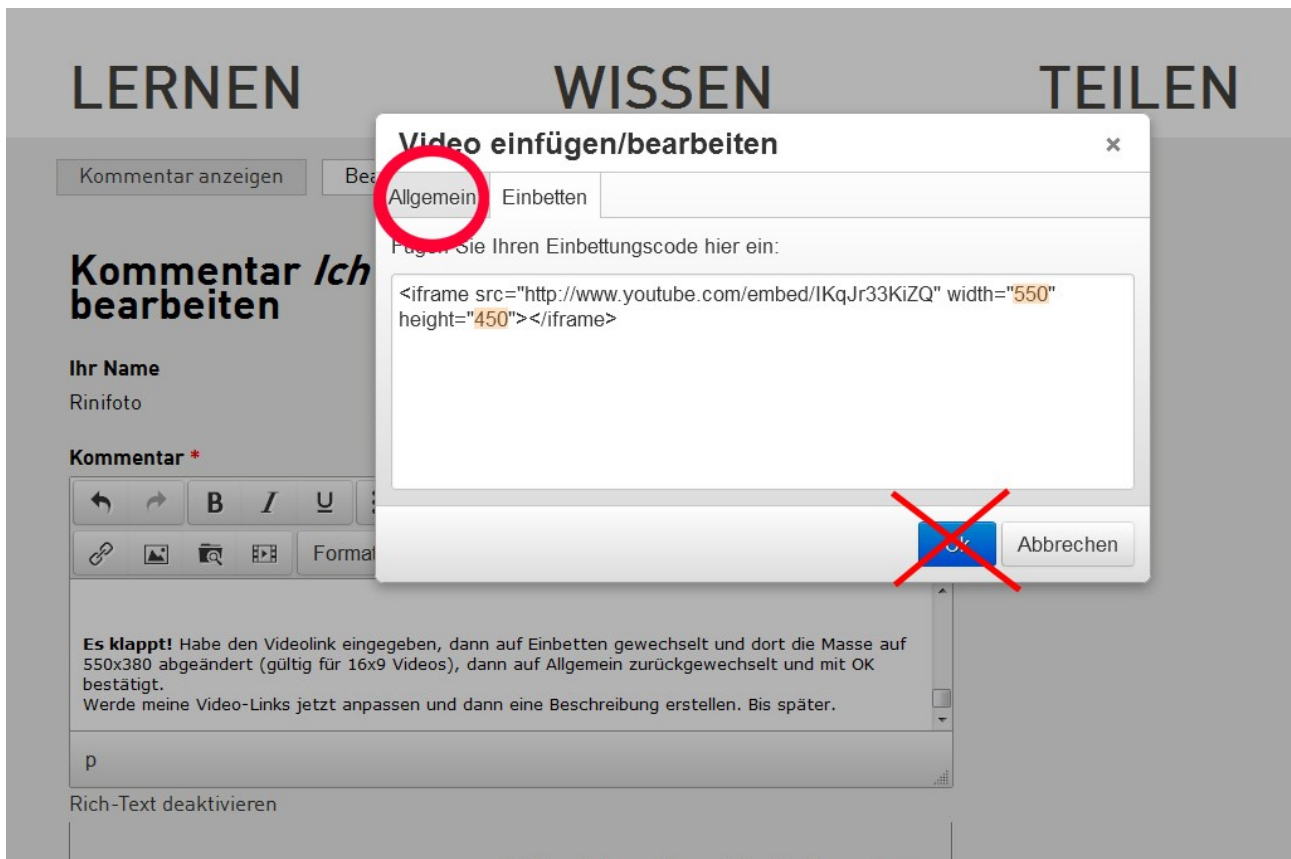 LERNEN WISSEN TEILEN
Video einfügen/bearbeiten ×
Kommentar anzeigen
Allgemein Einbetten
Fügen Sie Ihren Einbettungscode hier ein:
Kommentar Ich
bearbeiten
<iframe src="http://www.youtube.com/embed/IKqJr33KiZQ" width="550"
height="450"></iframe>
Ihr Name
Rinifoto
Kommentar *
B I U
Ok Abbrechen
Format
Es klappt! Habe den Videolink eingegeben, dann auf Einbetten gewechselt und dort die Masse auf
550x380 abgeändert (gültig für 16x9 Videos), dann auf Allgemein zurückgewechselt und mit OK
bestätigt.
Werde meine Video-Links jetzt anpassen und dann eine Beschreibung erstellen. Bis später.
p
Rich-Text deaktivieren